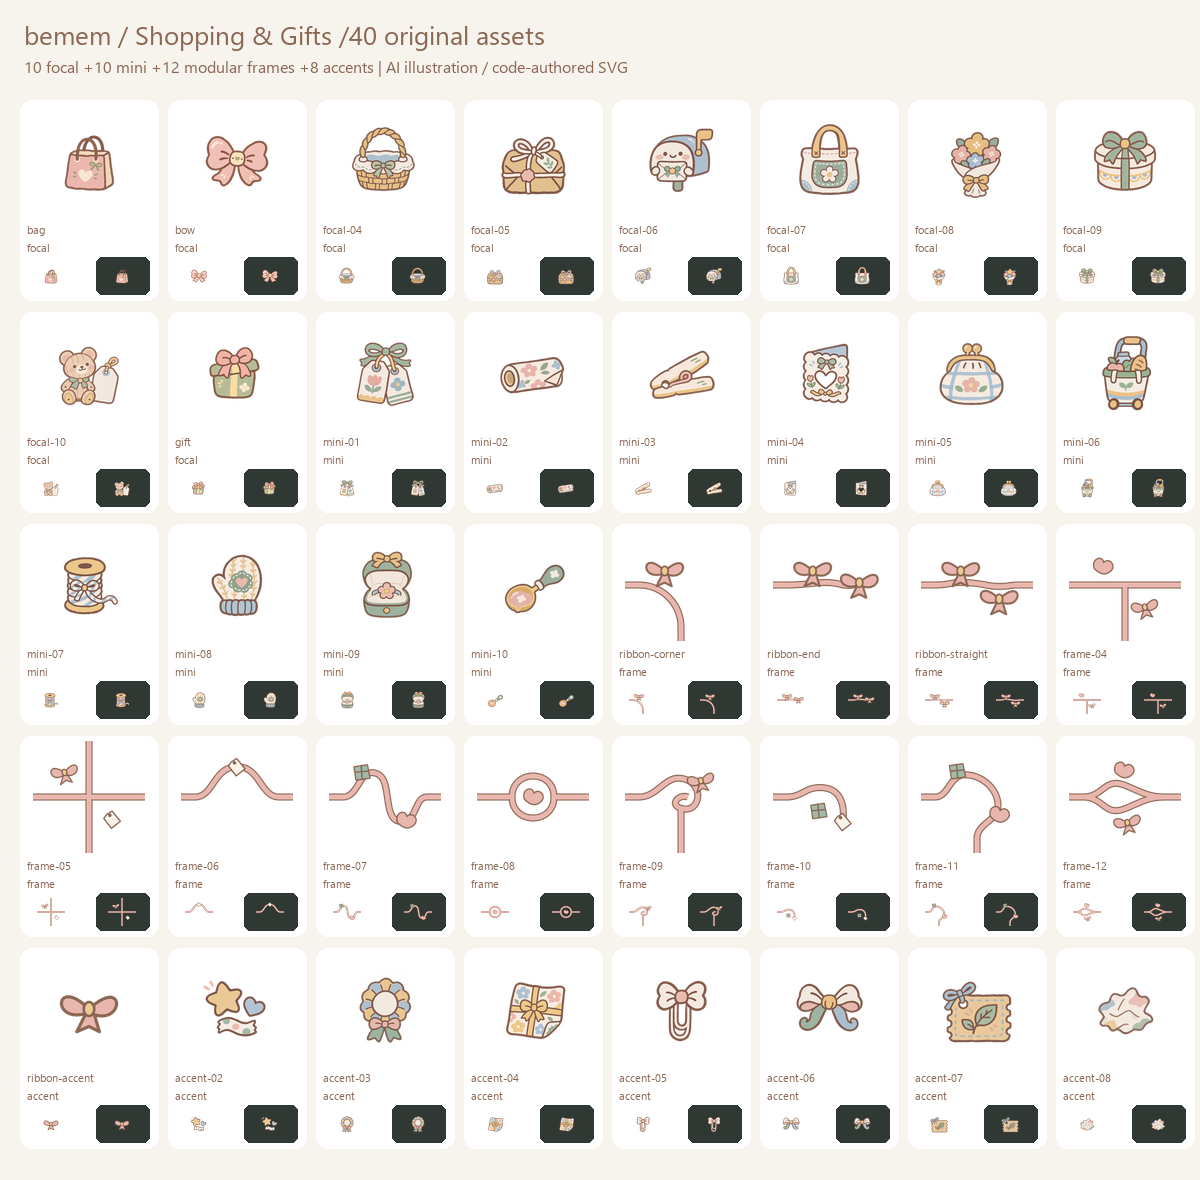 bemem / Shopping & Gifts /40 original assets
10 focal +10 mini +12 modular frames +8 accents | AI illustration / code-authored SVG
bag
focal
bow
focal
focal-04
focal
focal-05
focal
focal-06
focal
focal-07
focal
focal-08
focal
focal-09
focal
focal-10
focal
gift
focal
mini-01
mini
mini-02
mini
mini-03
mini
mini-04
mini
mini-05
mini
mini-06
mini
mini-07
mini
mini-08
mini
mini-09
mini
mini-10
mini
ribbon-corner
frame
ribbon-end
frame
ribbon-straight
frame
frame-04
frame
frame-05
frame
frame-06
frame
frame-07
frame
frame-08
frame
frame-09
frame
frame-10
frame
frame-11
frame
frame-12
frame
ribbon-accent
accent
accent-02
accent
accent-03
accent
accent-04
accent
accent-05
accent
accent-06
accent
accent-07
accent
accent-08
accent